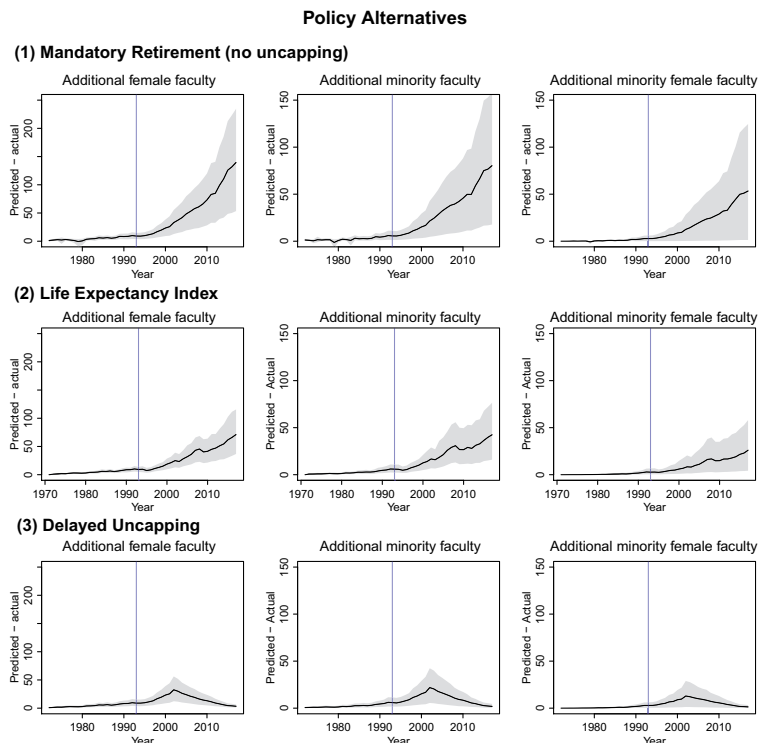 Policy Alternatives
(1) Mandatory Retirement (no uncapping)
Additional female faculty
Predicted − actual
0 50 100 200
1980 1990 2000 2010
Year
Additional minority faculty
Predicted − actual
0 50 100 150
1980 1990 2000 2010
Year
Additional minority female faculty
Predicted − actual
0 50 100 150
1980 1990 2000 2010
Year
(2) Life Expectancy Index
Additional female faculty
Predicted − Actual
0 50 100 200
1970 1980 1990 2000 2010
Year
Additional minority faculty
Predicted − Actual
0 50 100 150
1970 1980 1990 2000 2010
Year
Additional minority female faculty
Predicted − Actual
0 50 100 150
1970 1980 1990 2000 2010
Year
(3) Delayed Uncapping
Additional female faculty
Predicted − Actual
0 50 100 200
1980 1990 2000 2010
Year
Additional minority faculty
Predicted − Actual
0 50 100 150
1980 1990 2000 2010
Year
Additional minority female faculty
Predicted − Actual
0 50 100 150
1980 1990 2000 2010
Year